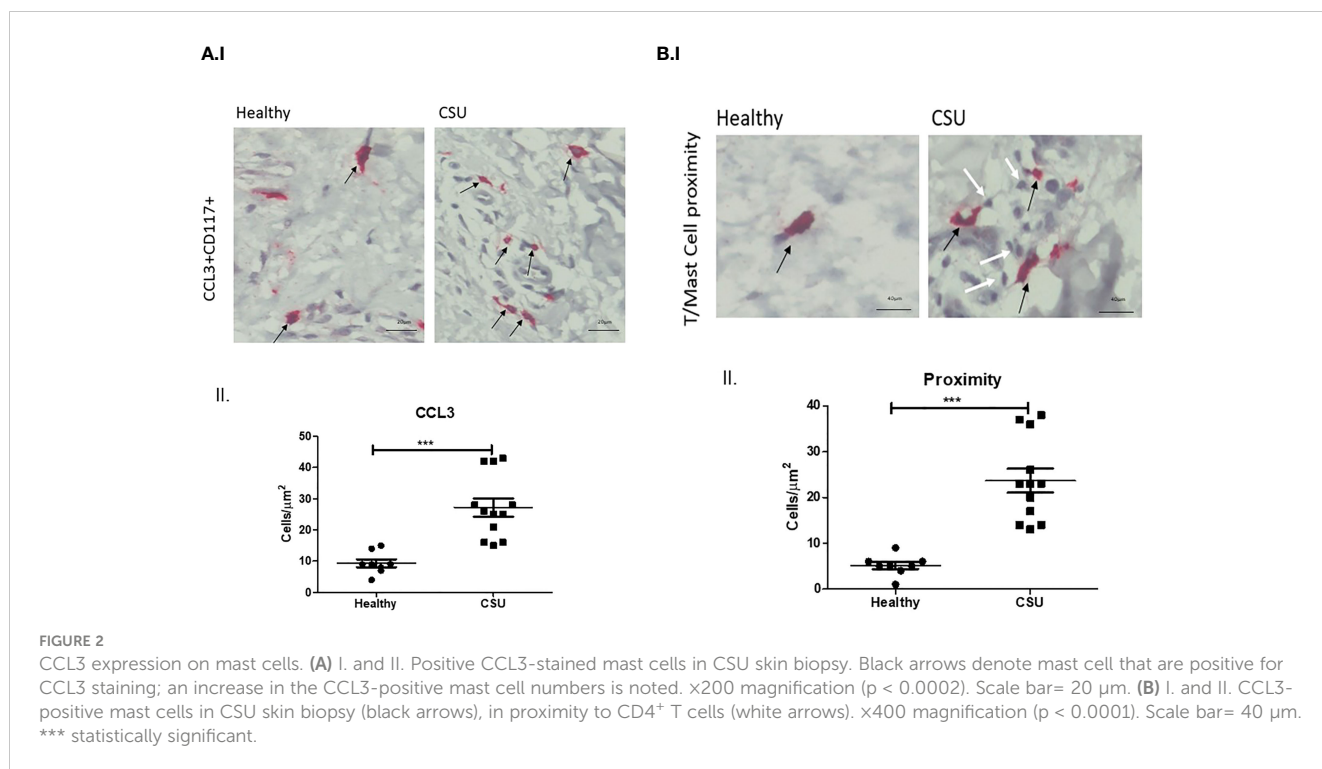 A.I
B.I
Healthy
CSU
CCL3+CD117+
20µm
20µm
Healthy
CSU
T/Mast Cell proximity
40µm
40µm
II.
CCL3
***
50
40
30
20
10
0
Cells/µm²
Healthy
CSU
II.
Proximity
***
40
30
20
10
0
Cells/µm²
Healthy
CSU
FIGURE 2
CCL3 expression on mast cells. (A) I. and II. Positive CCL3-stained mast cells in CSU skin biopsy. Black arrows denote mast cell that are positive for
CCL3 staining; an increase in the CCL3-positive mast cell numbers is noted. ×200 magnification (p < 0.0002). Scale bar= 20 µm. (B) I. and II. CCL3-
positive mast cells in CSU skin biopsy (black arrows), in proximity to CD4⁺ T cells (white arrows). ×400 magnification (p < 0.0001). Scale bar= 40 µm.
*** statistically significant.